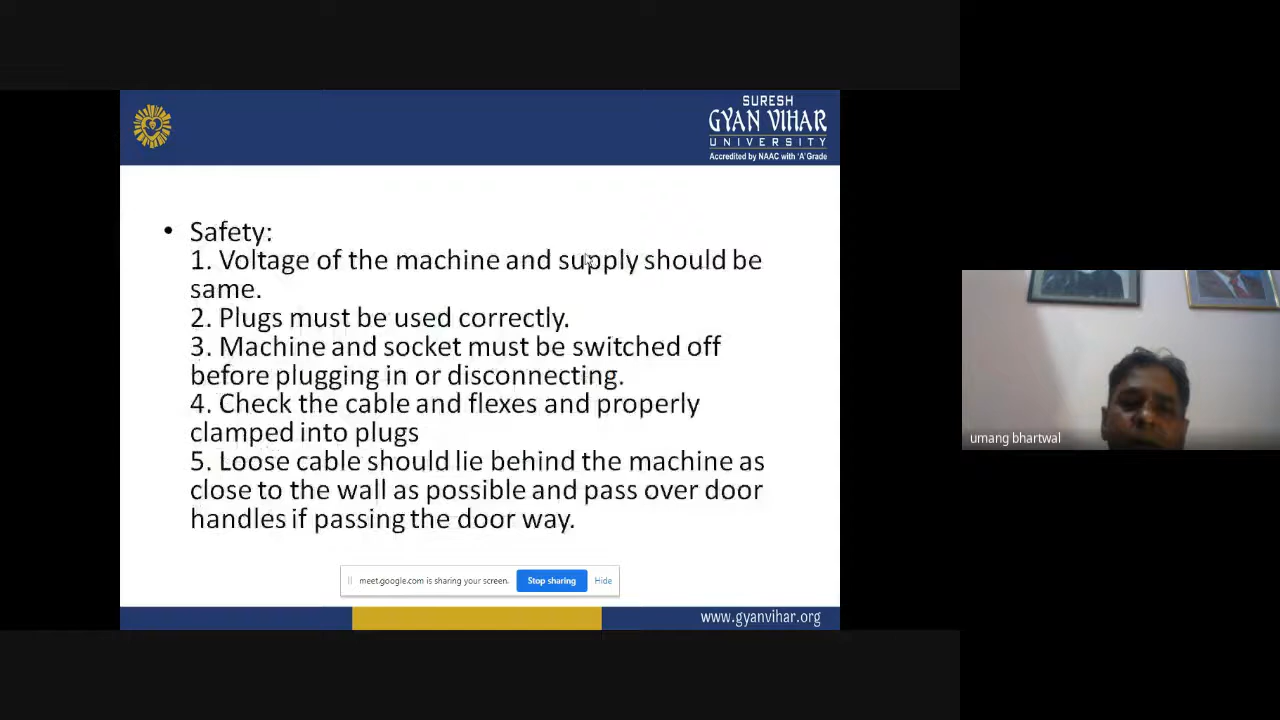 SURESH
GYAN VIHAR
UNIVERSITY
Accredited by NAAC with 'A' Grade
• Safety:
1. Voltage of the machine and supply should be
same.
2. Plugs must be used correctly.
3. Machine and socket must be switched off
before plugging in or disconnecting.
4. Check the cable and flexes and properly
clamped into plugs
5. Loose cable should lie behind the machine as
close to the wall as possible and pass over door
handles if passing the door way.
meet.google.com is sharing your screen. Stop sharing Hide
www.gyanvihar.org
umang bhartwal